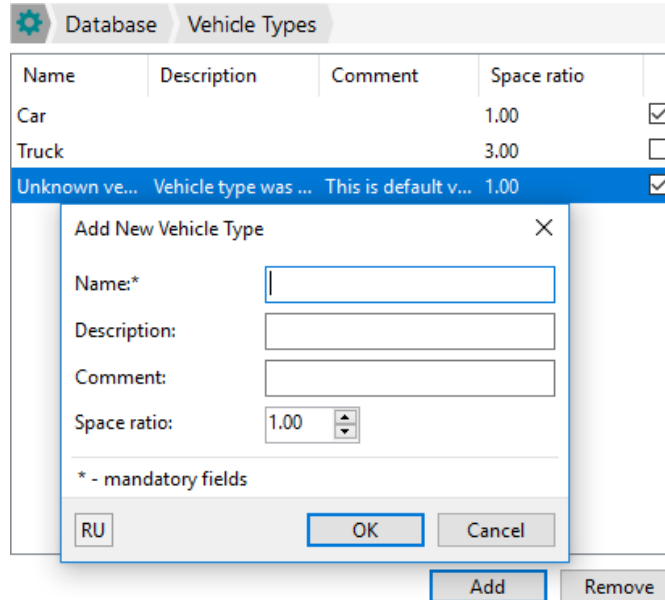 Database Vehicle Types
Name Description Comment Space ratio
Car 1.00
Truck 3.00
Unknown ve... Vehicle type was ... This is default v... 1.00
Add New Vehicle Type
Name:*
Description:
Comment:
Space ratio: 1.00
* - mandatory fields
RU OK Cancel
Add Remove